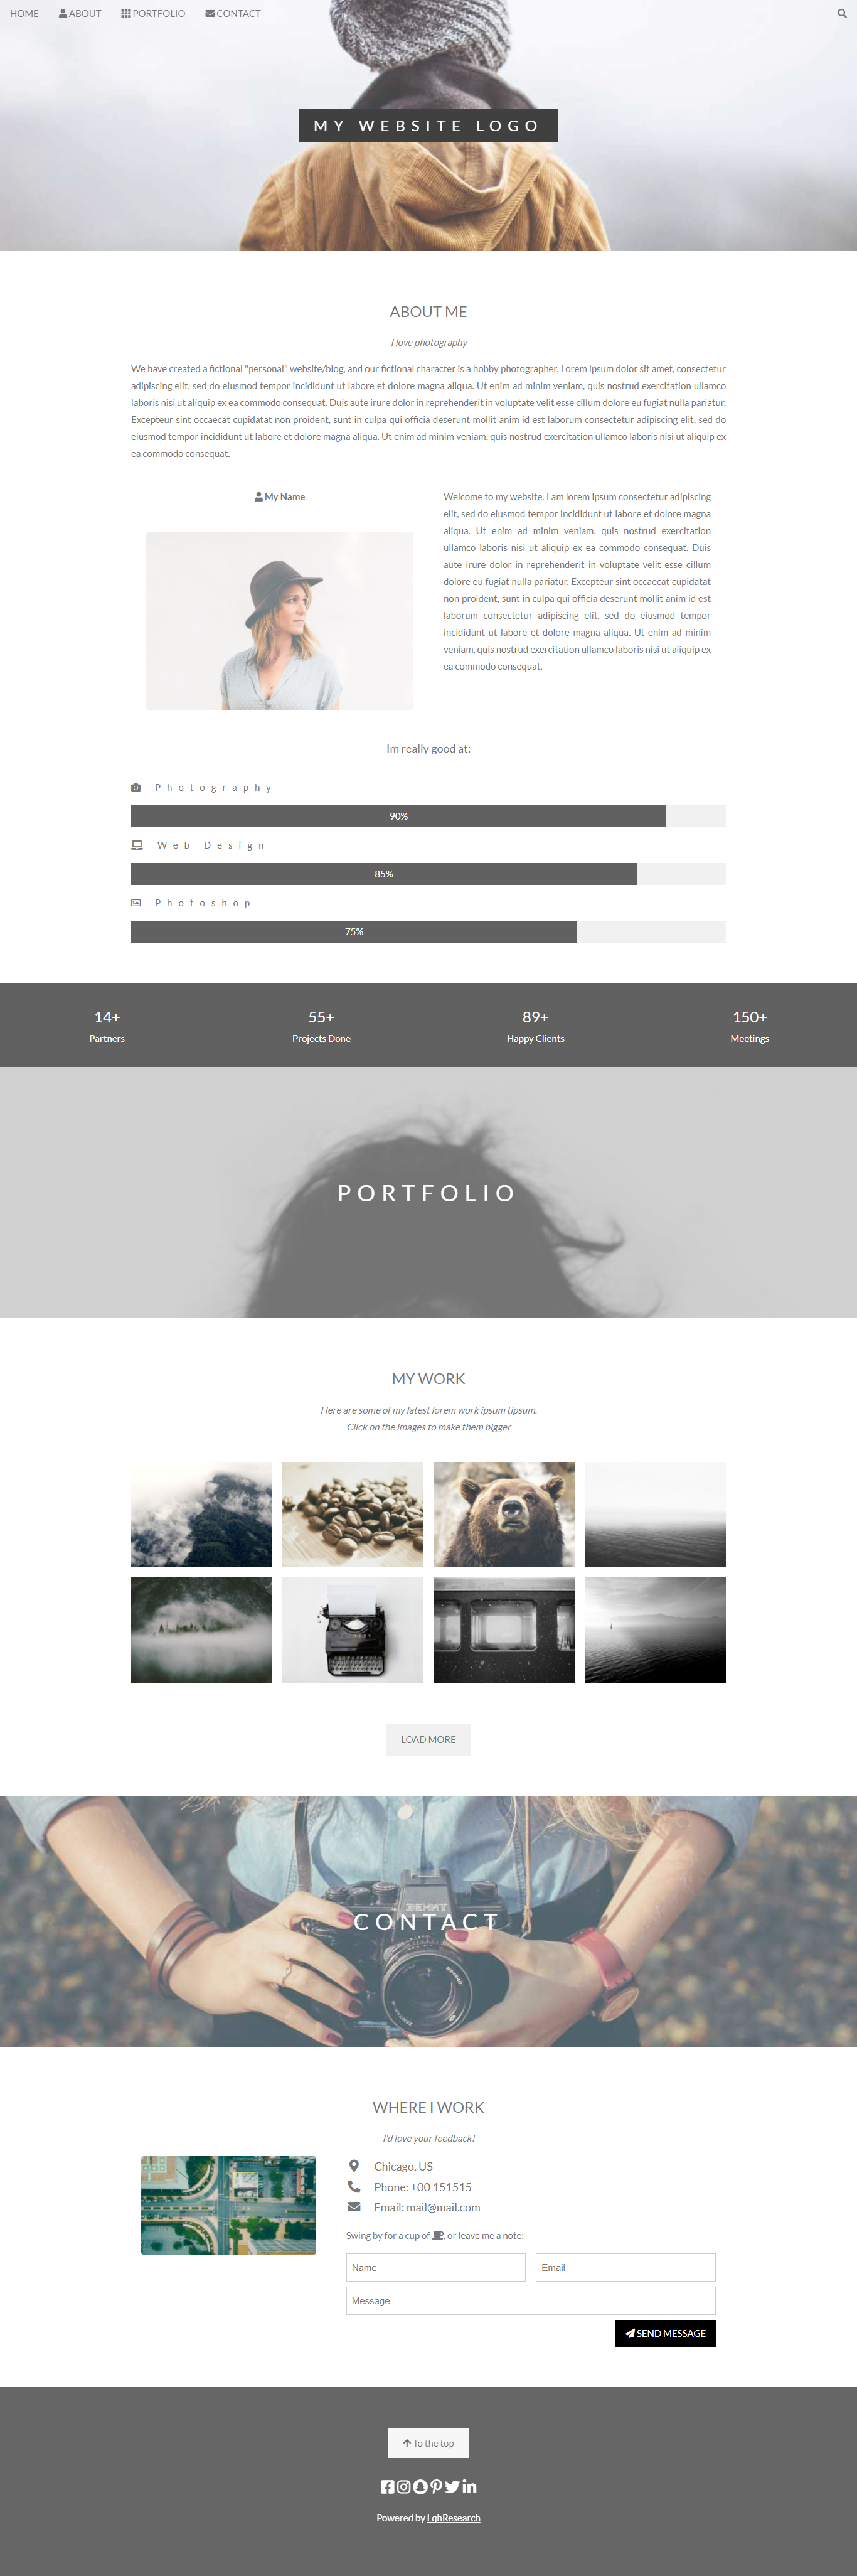 HOME ABOUT PORTFOLIO CONTACT
MY WEBSITE LOGO
ABOUT ME
I love photography
We have created a fictional "personal" website/blog, and our fictional character is a hobby photographer. Lorem ipsum dolor sit amet, consectetur
adipiscing elit, sed do eiusmod tempor incididunt ut labore et dolore magna aliqua. Ut enim ad minim veniam, quis nostrud exercitation ullamco
laboris nisi ut aliquip ex ea commodo consequat. Duis aute irure dolor in reprehenderit in voluptate velit esse cillum dolore eu fugiat nulla pariatur.
Excepteur sint occaecat cupidatat non proident, sunt in culpa qui officia deserunt mollit anim id est laborum consectetur adipiscing elit, sed do
eiusmod tempor incididunt ut labore et dolore magna aliqua. Ut enim ad minim veniam, quis nostrud exercitation ullamco laboris nisi ut aliquip ex
ea commodo consequat.
My Name
Welcome to my website. I am lorem ipsum consectetur adipiscing
elit, sed do eiusmod tempor incididunt ut labore et dolore magna
aliqua. Ut enim ad minim veniam, quis nostrud exercitation
ullamco laboris nisi ut aliquip ex ea commodo consequat. Duis
aute irure dolor in reprehenderit in voluptate velit esse cillum
dolore eu fugiat nulla pariatur. Excepteur sint occaecat cupidatat
non proident, sunt in culpa qui officia deserunt mollit anim id est
laborum consectetur adipiscing elit, sed do eiusmod tempor
incididunt ut labore et dolore magna aliqua. Ut enim ad minim
veniam, quis nostrud exercitation ullamco laboris nisi ut aliquip ex
ea commodo consequat.
Im really good at:
Photography
90%
Web Design
85%
Photoshop
75%
14+ 55+ 89+ 150+
Partners Projects Done Happy Clients Meetings
PORTFOLIO
MY WORK
Here are some of my latest lorem work ipsum tipsum.
Click on the images to make them bigger
LOAD MORE
ЗЕНИТ
CONTACT
WHERE I WORK
I'd love your feedback!
Chicago, US
Phone: +00 151515
Email: mail@mail.com
Swing by for a cup of , or leave me a note:
Name Email
Message
SEND MESSAGE
To the top
Powered by LqhResearch